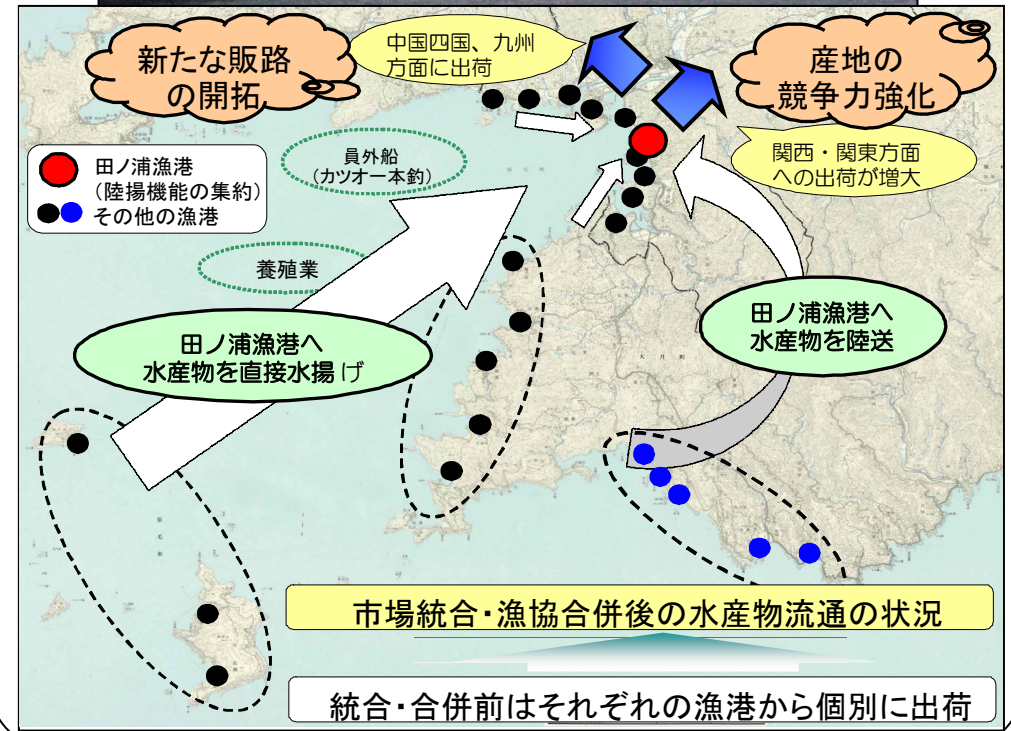 新たな販路
の開拓
中国四国、九州
方面に出荷
産地の
競争力強化
関西・関東方面
への出荷が増大
員外船
(カツオ一本釣)
田ノ浦漁港
(陸揚機能の集約)
その他の漁港
養殖業
田ノ浦漁港へ
水産物を直接水揚げ
田ノ浦漁港へ
水産物を陸送
市場統合・漁協合併後の水産物流通の状況
統合・合併前はそれぞれの漁港から個別に出荷